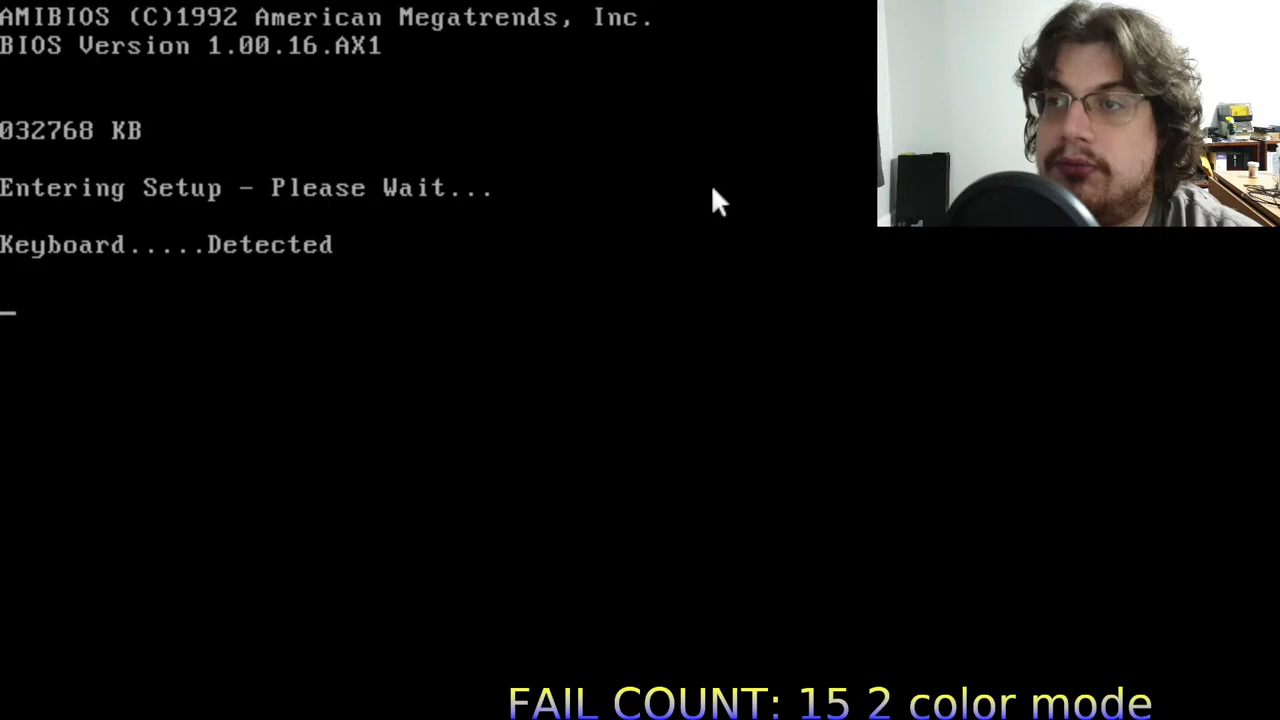 AMIBIOS (C)1992 American Megatrends, Inc.
BIOS Version 1.00.16.AX1
032768 KB
Entering Setup - Please Wait...
Keyboard.....Detected
_
FAIL COUNT: 15 2 color mode